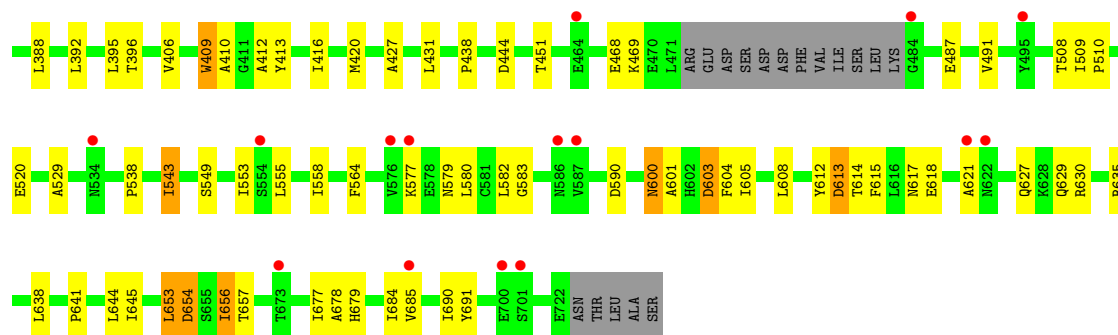 L388 L392 L395 T396 V406 W409 A410 G411 A412 Y413 I416 M420 A427 L431 P438 D444 T451 E464 E468 K469 E470 L471 ARG GLU ASP SER ASP ASP PHE VAL ILE SER LEU LYS G484 E487 V491 Y495 T508 I509 P510
E520 A529 N534 P538 I543 S549 I553 S554 L555 I558 F564 V576 K577 E578 N579 L580 C581 L582 G583 N586 V587 D590 N600 A601 H602 D603 F604 I605 L608 Y612 D613 T614 F615 L616 N617 E618 A621 N622 Q627 K628 Q629 R630
L638 P641 L644 I645 L653 D654 S655 I656 T657 T673 I677 A678 H679 I684 V685 I690 Y691 E700 S701 E722 ASN THR LEU ALA SER